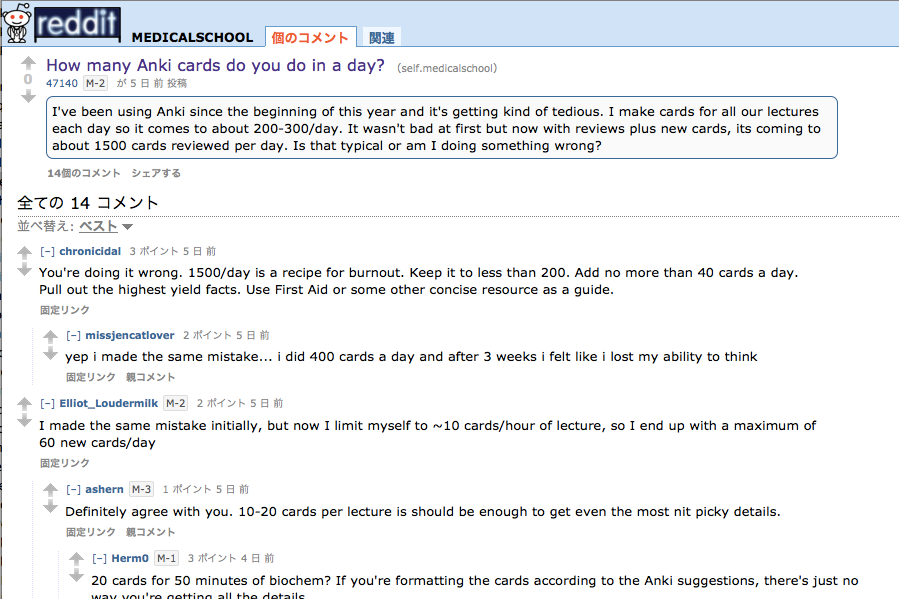 reddit MEDICALSCHOOL 個のコメント 関連
How many Anki cards do you do in a day? (self.medicalschool)
0
47140 M-2 が 5 日 前 投稿
I've been using Anki since the beginning of this year and it's getting kind of tedious. I make cards for all our lectures
each day so it comes to about 200-300/day. It wasn't bad at first but now with reviews plus new cards, its coming to
about 1500 cards reviewed per day. Is that typical or am I doing something wrong?
14個のコメント シェアする
全ての 14 コメント
並べ替え: ベスト
[–] chronicidal 3 ポイント 5 日 前
You're doing it wrong. 1500/day is a recipe for burnout. Keep it to less than 200. Add no more than 40 cards a day.
Pull out the highest yield facts. Use First Aid or some other concise resource as a guide.
固定リンク
[–] missjencatlover 2 ポイント 5 日 前
yep i made the same mistake... i did 400 cards a day and after 3 weeks i felt like i lost my ability to think
固定リンク 親コメント
[–] Elliot_Loudermilk M-2 2 ポイント 5 日 前
I made the same mistake initially, but now I limit myself to ~10 cards/hour of lecture, so I end up with a maximum of
60 new cards/day
固定リンク
[–] ashern M-3 1 ポイント 5 日 前
Definitely agree with you. 10-20 cards per lecture is should be enough to get even the most nit picky details.
固定リンク 親コメント
[–] Herm0 M-1 3 ポイント 4 日 前
20 cards for 50 minutes of biochem? If you're formatting the cards according to the Anki suggestions, there's just no
way you're getting all the details